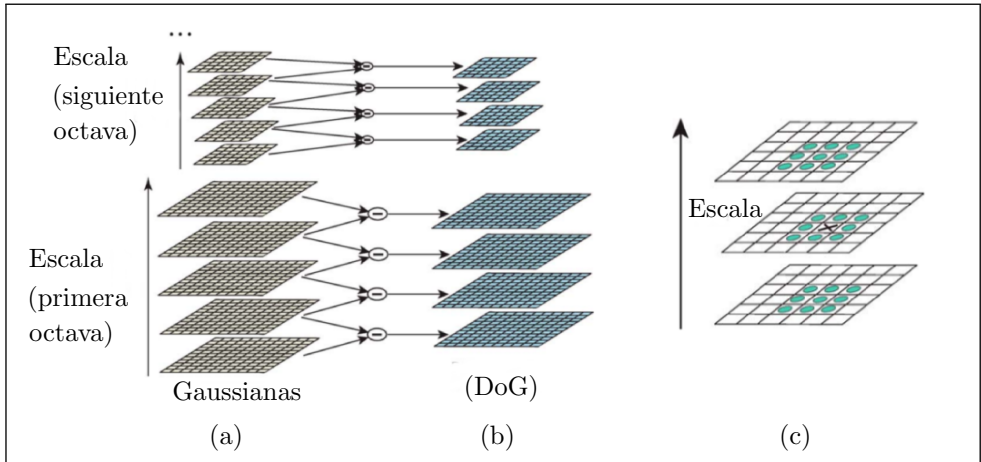 ...
Escala
(siguiente
octava)
Escala
(primera
octava)
Gaussianas
(DoG)
Escala
(a)
(b)
(c)